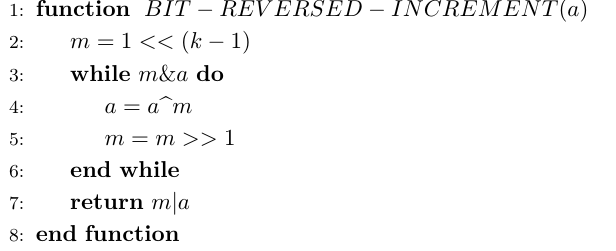 1: function BIT − REVERSED − INCREMENT(a)
2: m = 1 << (k − 1)
3: while m&a do
4: a = a^m
5: m = m >> 1
6: end while
7: return m|a
8: end function